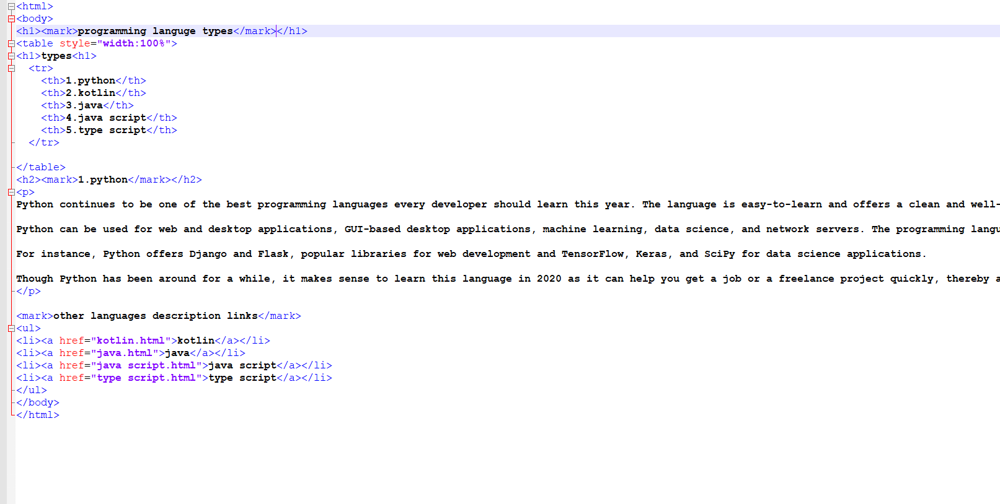 <html>
<body>
<h1><mark>programming languge types</mark></h1>
<table style="width:100%">
<h1>types<h1>
<tr>
<th>1.python</th>
<th>2.kotlin</th>
<th>3.java</th>
<th>4.java script</th>
<th>5.type script</th>
</tr>
</table>
<h2><mark>1.python</mark></h2>
<p>
Python continues to be one of the best programming languages every developer should learn this year. The language is easy-to-learn and offers a clean and well-
Python can be used for web and desktop applications, GUI-based desktop applications, machine learning, data science, and network servers. The programming langu
For instance, Python offers Django and Flask, popular libraries for web development and TensorFlow, Keras, and SciPy for data science applications.
Though Python has been around for a while, it makes sense to learn this language in 2020 as it can help you get a job or a freelance project quickly, thereby a
</p>
<mark>other languages description links</mark>
<ul>
<li><a href="kotlin.html">kotlin</a></li>
<li><a href="java.html">java</a></li>
<li><a href="java script.html">java script</a></li>
<li><a href="type script.html">type script</a></li>
</ul>
</body>
</html>